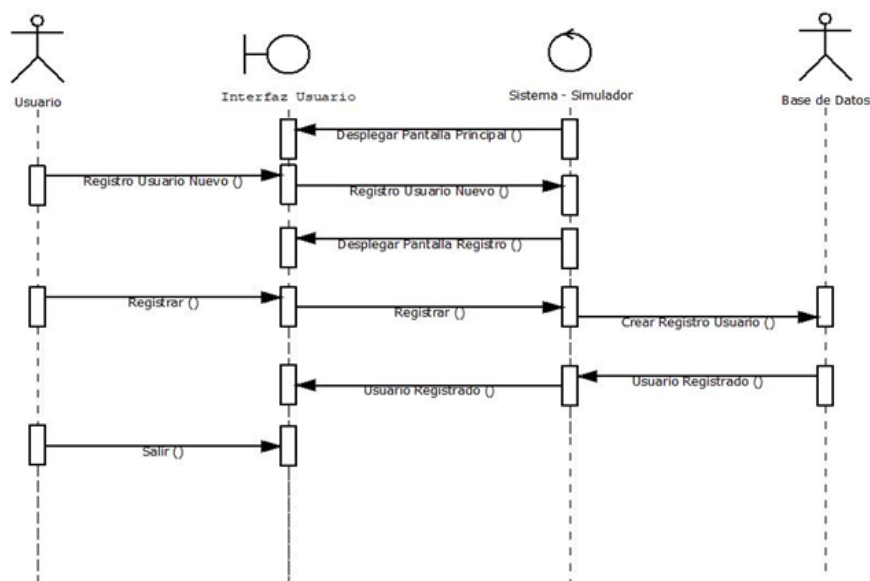 Usuario
Interfaz Usuario
Sistema - Simulador
Base de Datos
Desplegar Pantalla Principal ()
Registro Usuario Nuevo ()
Registro Usuario Nuevo ()
Desplegar Pantalla Registro ()
Registrar ()
Registrar ()
Crear Registro Usuario ()
Usuario Registrado ()
Usuario Registrado ()
Salir ()